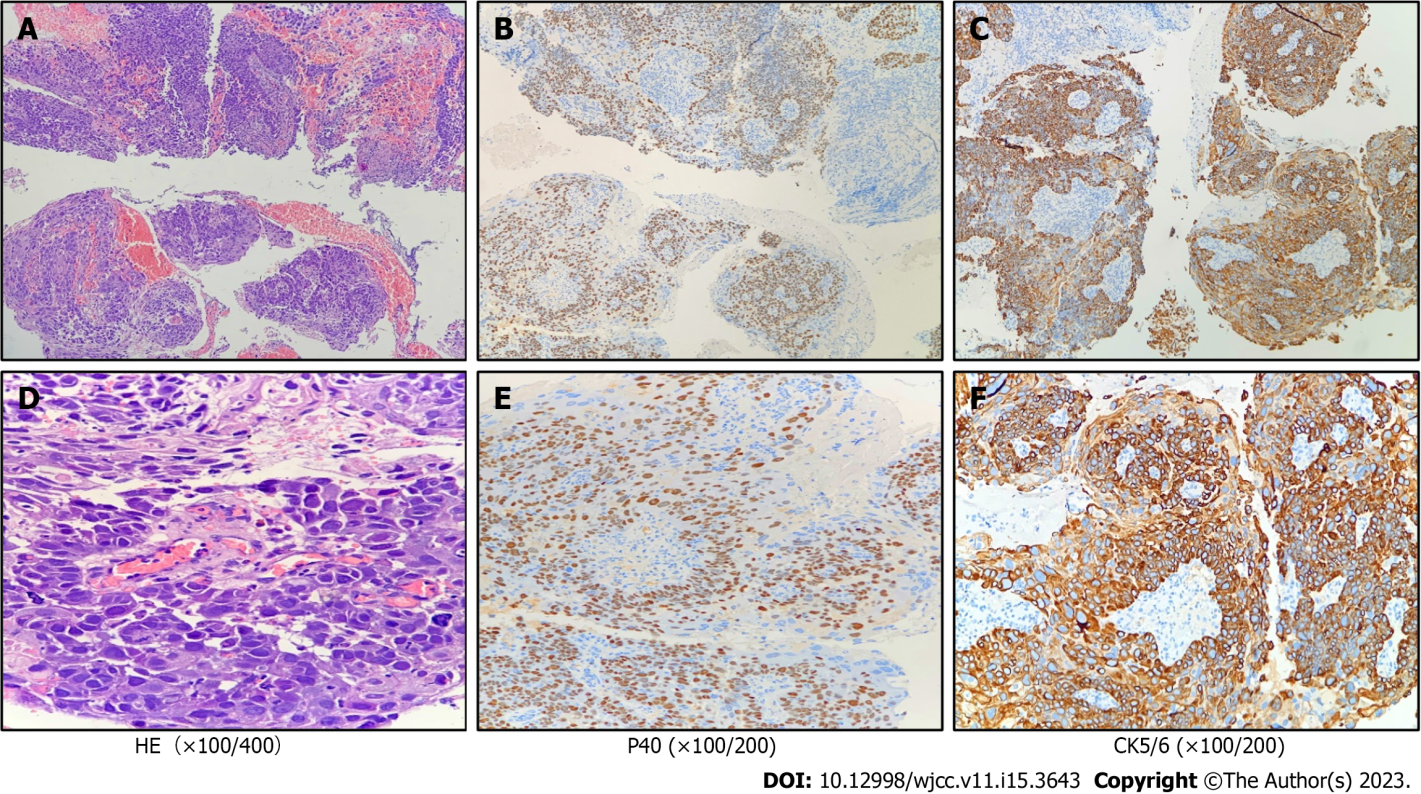 A
B
C
D
E
F
HE（×100/400）
P40 (×100/200)
CK5/6 (×100/200)
DOI: 10.12998/wjcc.v11.i15.3643 Copyright ©The Author(s) 2023.